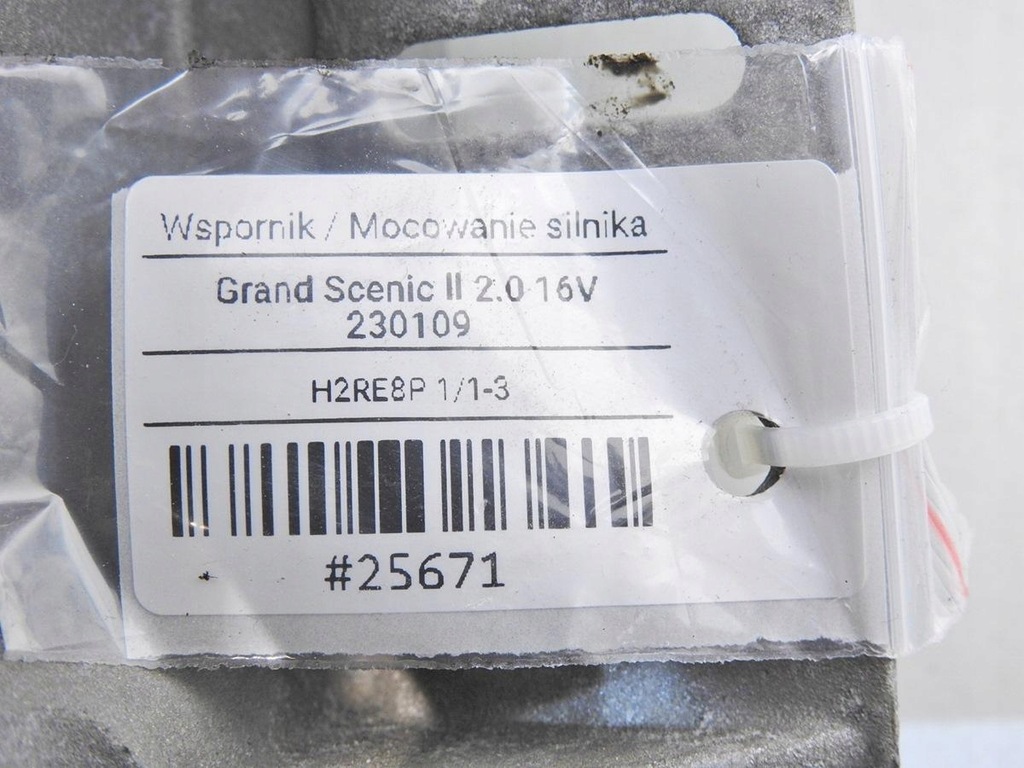 Wspornik / Mocowanie silnika
Grand Scenic II 2.0 16V
230109
H2RE8P 1/1-3
#25671